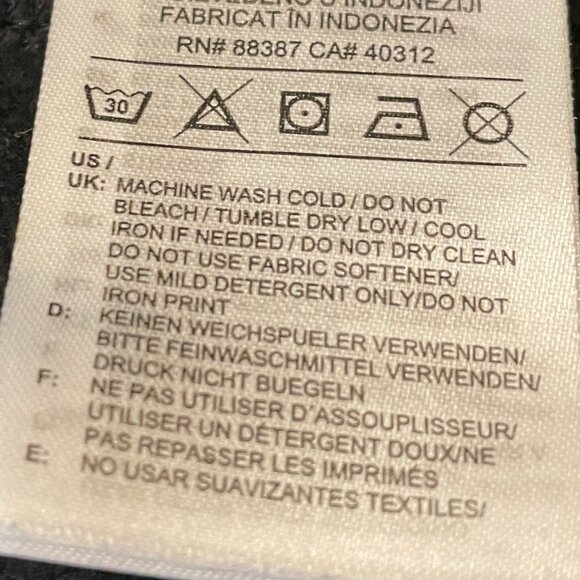 FABRICAT ÎN INDONEZIA
RN# 88387 CA# 40312
30
US /
UK: MACHINE WASH COLD / DO NOT
BLEACH / TUMBLE DRY LOW / COOL
IRON IF NEEDED / DO NOT DRY CLEAN
DO NOT USE FABRIC SOFTENER/
USE MILD DETERGENT ONLY/DO NOT
IRON PRINT
D: KEINEN WEICHSPUELER VERWENDEN/
BITTE FEINWASCHMITTEL VERWENDEN/
DRUCK NICHT BUEGELN
F: NE PAS UTILISER D'ASSOUPLISSEUR/
UTILISER UN DÉTERGENT DOUX/NE
PAS REPASSER LES IMPRIMÉS
E: NO USAR SUAVIZANTES TEXTILES/